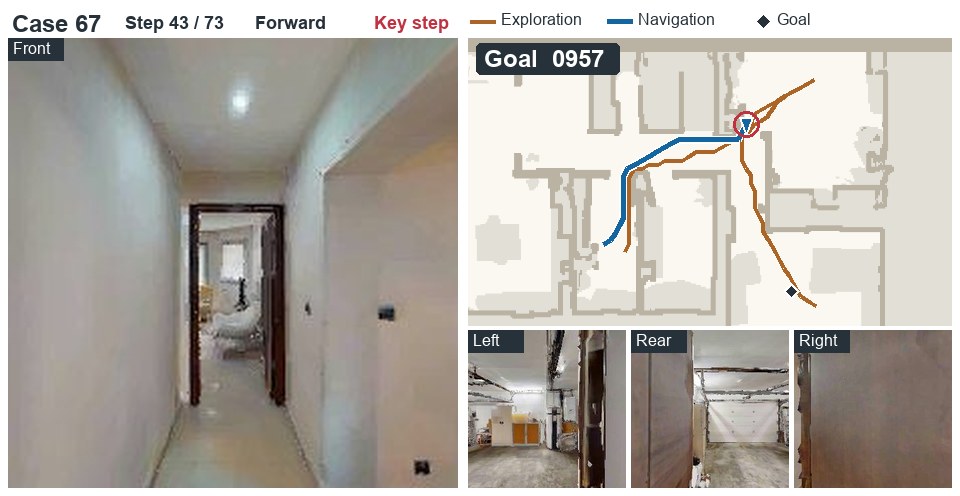 Case 67 Step 43 / 73 Forward Key step
Exploration Navigation Goal
Front
Goal 0957
Left Rear Right